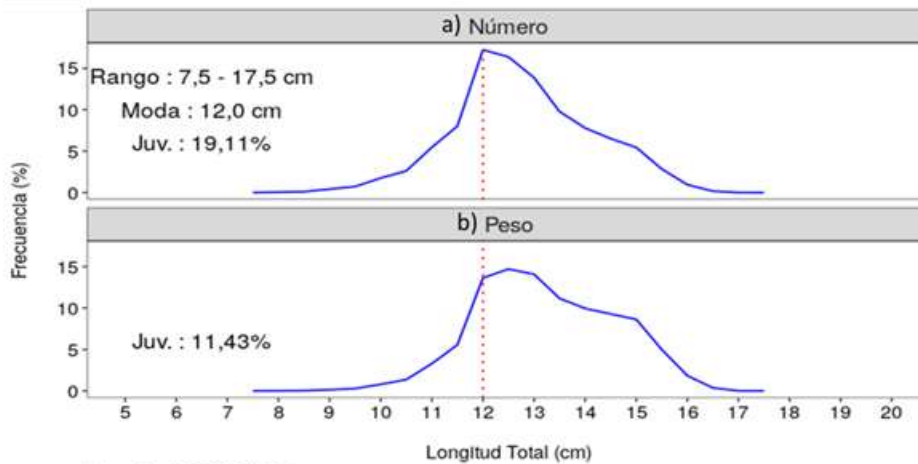 a) Número
15
10
5
0
Rango : 7,5 - 17,5 cm
Moda : 12,0 cm
Juv. : 19,11%
Frecuencia (%)
b) Peso
15
10
5
0
Juv. : 11,43%
5 6 7 8 9 10 11 12 13 14 15 16 17 18 19 20
Longitud Total (cm)